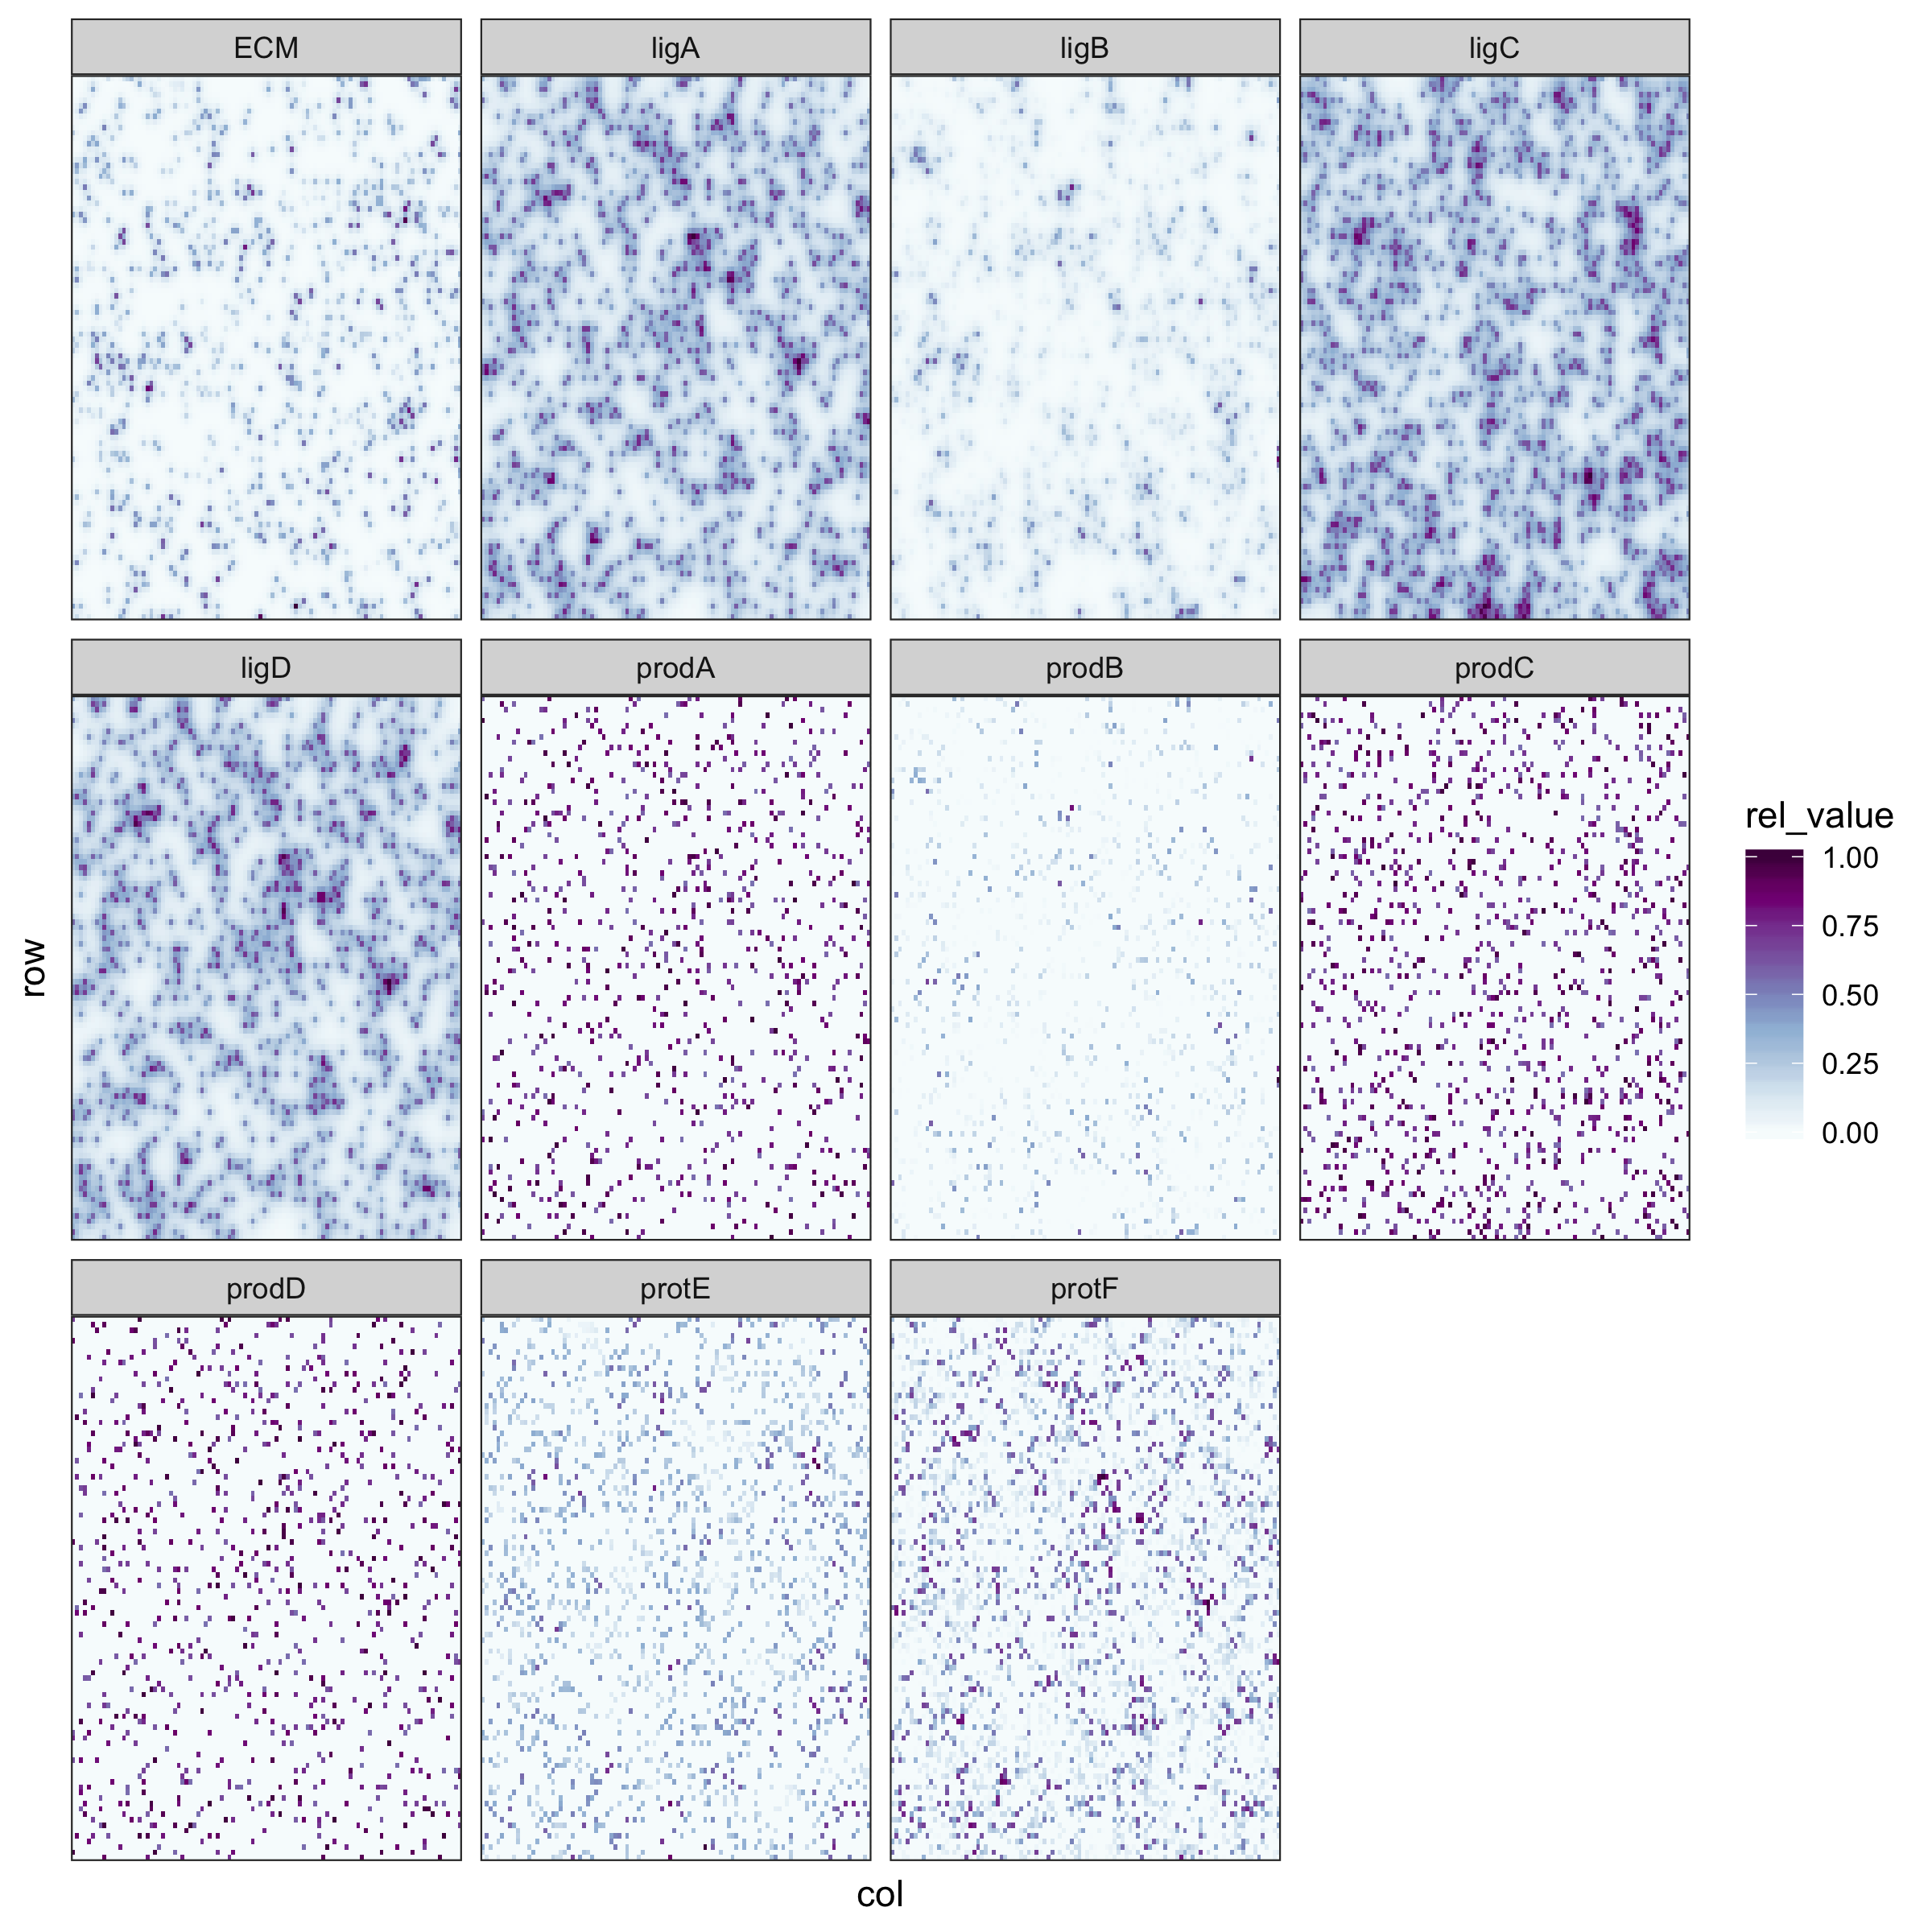 ECM
ligA
ligB
ligC
ligD
prodA
prodB
prodC
prodD
protE
protF
row
col
rel_value
1.00
0.75
0.50
0.25
0.00